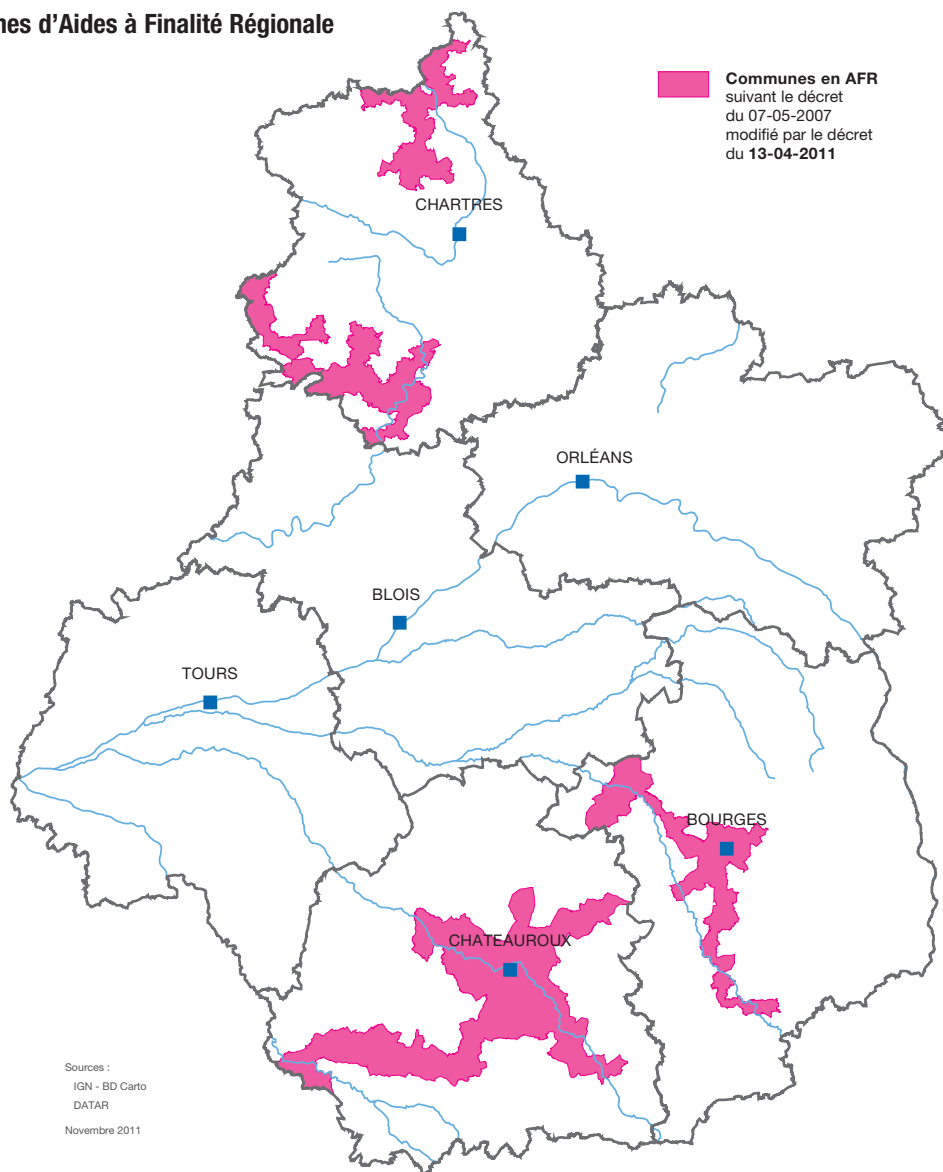 nes d'Aides à Finalité Régionale
Communes en AFR
suivant le décret
du 07-05-2007
modifié par le décret
du 13-04-2011
CHARTRES
ORLÉANS
BLOIS
TOURS
BOURGES
CHATEAUROUX
Sources :
IGN - BD Carto
DATAR
Novembre 2011